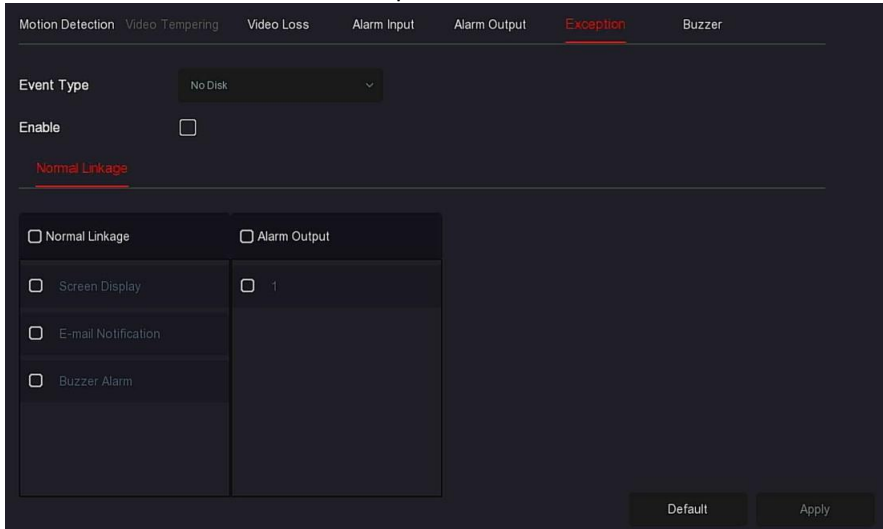 Motion Detection Video Tempering Video Loss Alarm Input Alarm Output Exception Buzzer
Event Type No Disk
Enable
Normal Linkage
Normal Linkage Alarm Output
Screen Display 1
E-mail Notification
Buzzer Alarm
Default Apply